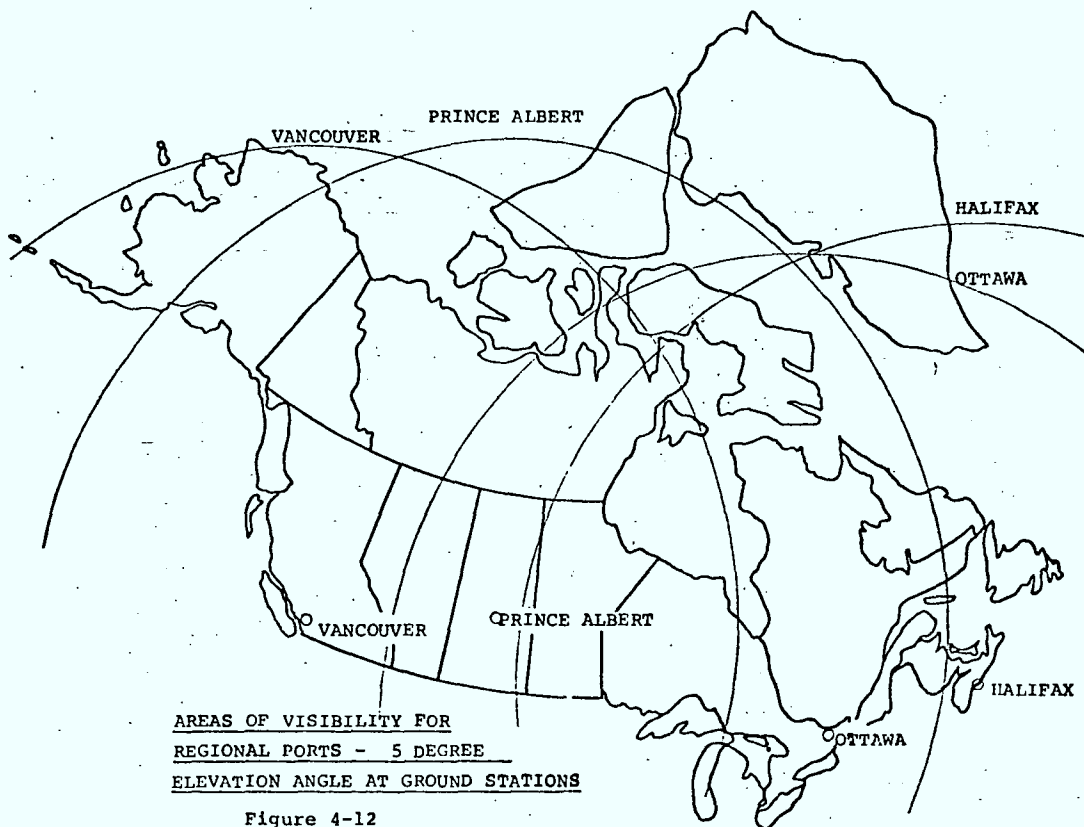 PRINCE ALBERT
VANCOUVER
HALIFAX
OTTAWA
VANCOUVER
PRINCE ALBERT
HALIFAX
OTTAWA
AREAS OF VISIBILITY FOR
REGIONAL PORTS - 5 DEGREE
ELEVATION ANGLE AT GROUND STATIONS
Figure 4-12